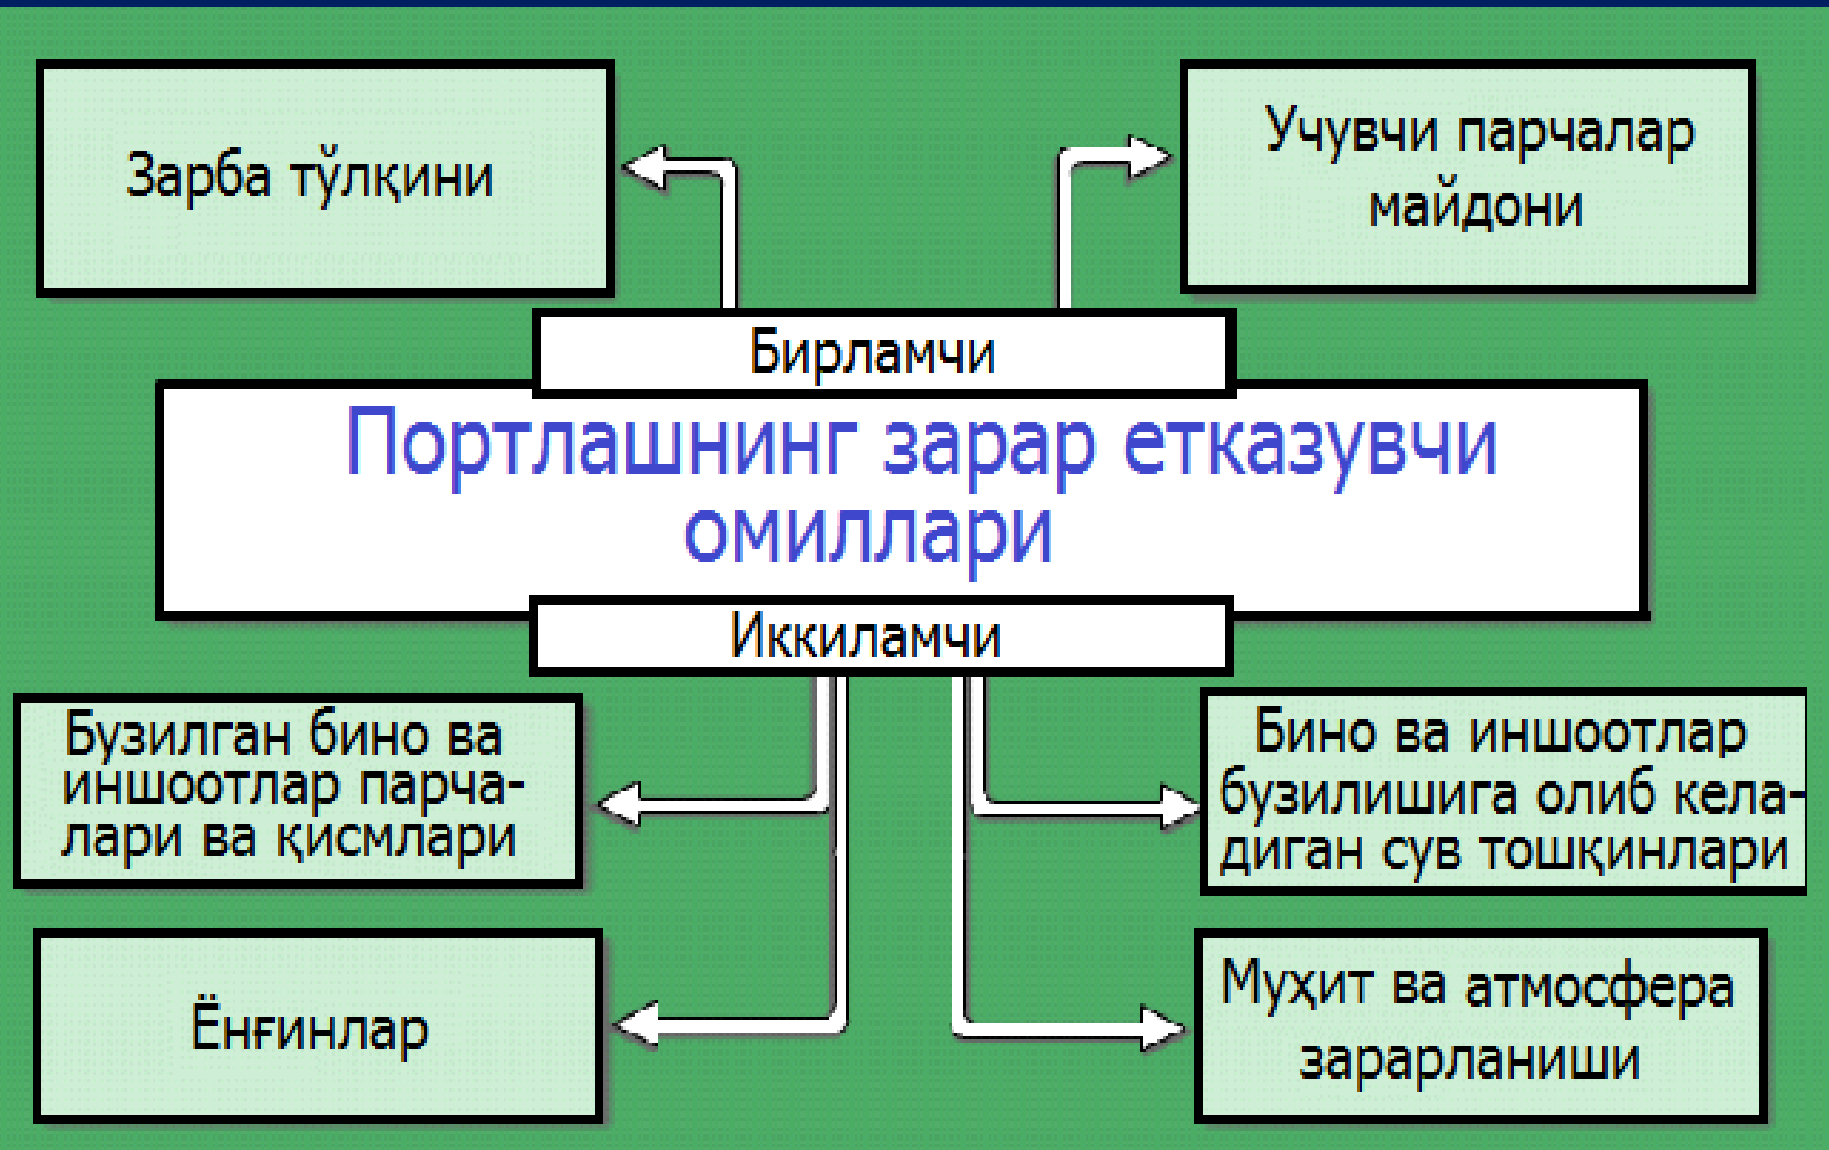 Зарба тўлқини
Учувчи парчалар
майдони
Бирламчи
Портлашнинг зарар етказувчи
омиллари
Иккиламчи
Бузилган бино ва
иншоотлар парча-
лари ва қисмлари
Бино ва иншоотлар
бузилишига олиб кела-
диган сув тошқинлари
Ёнғинлар
Муҳит ва атмосфера
зарарланиши